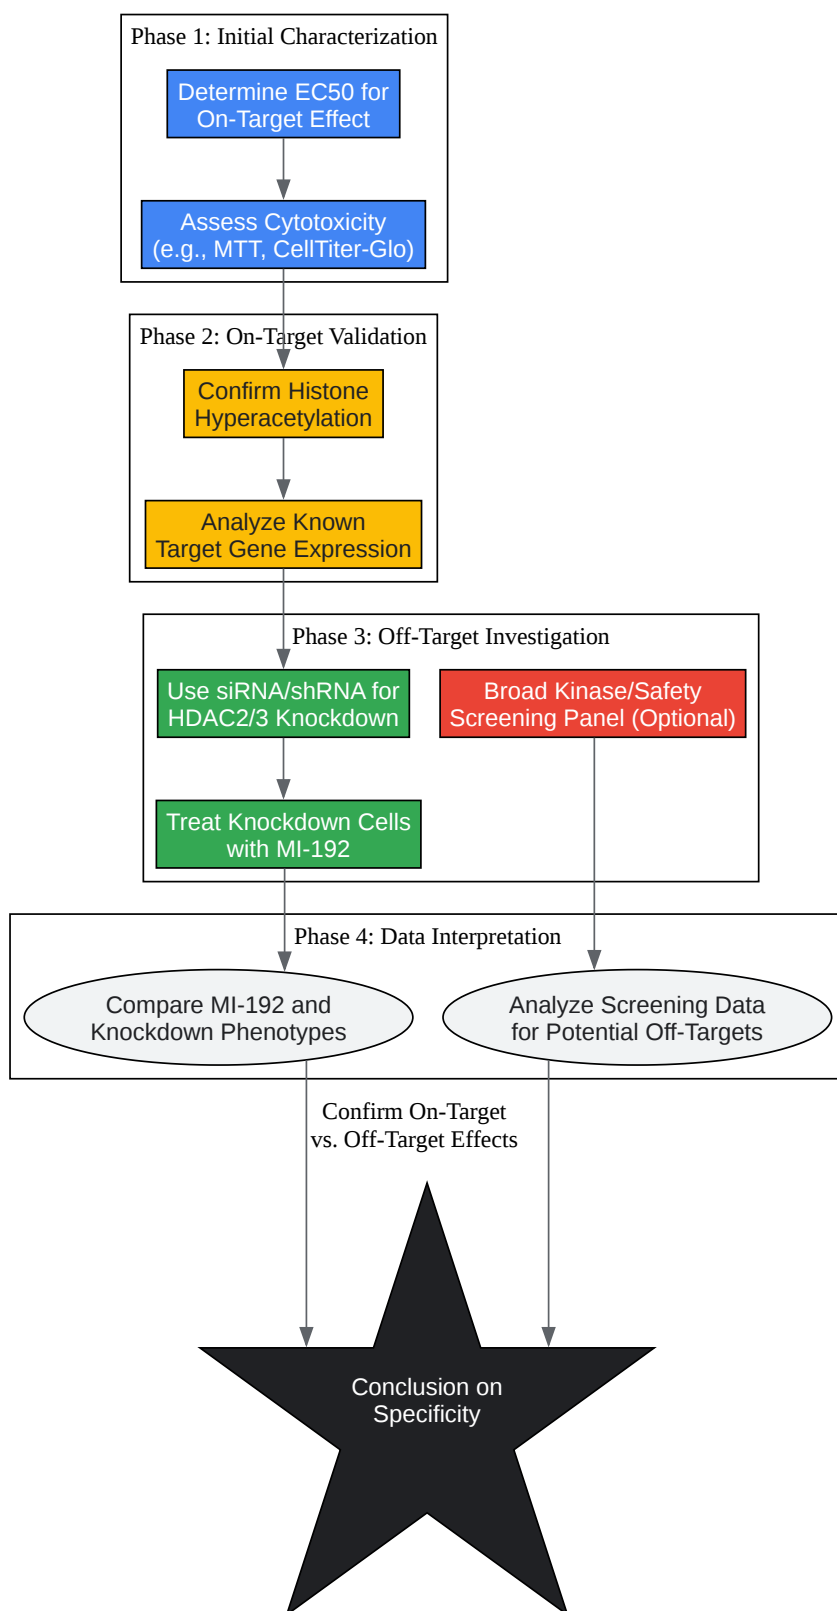 Phase 1: Initial Characterization
Determine EC50 for
On-Target Effect
Assess Cytotoxicity
(e.g., MTT, CellTiter-Glo)
Phase 2: On-Target Validation
Confirm Histone
Hyperacetylation
Analyze Known
Target Gene Expression
Phase 3: Off-Target Investigation
Use siRNA/shRNA for
HDAC2/3 Knockdown
Broad Kinase/Safety
Screening Panel (Optional)
Treat Knockdown Cells
with MI-192
Phase 4: Data Interpretation
Compare MI-192 and
Knockdown Phenotypes
Analyze Screening Data
for Potential Off-Targets
Confirm On-Target
vs. Off-Target Effects
Conclusion on
Specificity